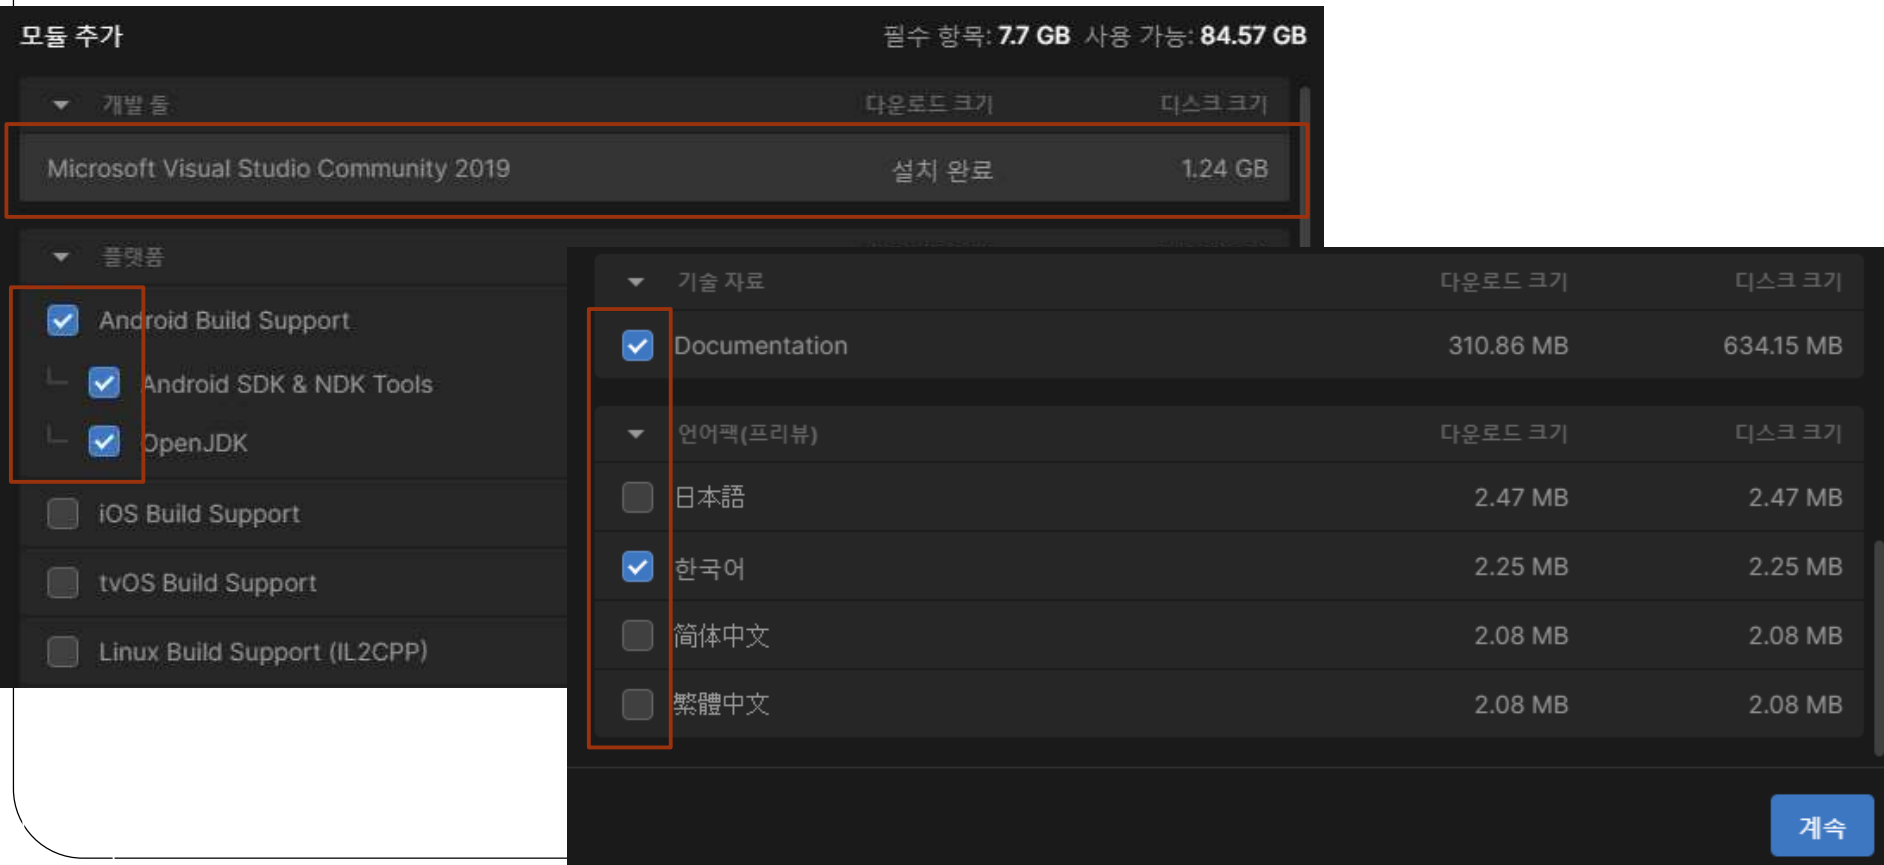 모듈 추가
필수 항목: 7.7 GB 사용 가능: 84.57 GB
개발 툴 다운로드 크기 디스크 크기
Microsoft Visual Studio Community 2019 설치 완료 1.24 GB
플랫폼
Android Build Support
Android SDK & NDK Tools
OpenJDK
iOS Build Support
tvOS Build Support
Linux Build Support (IL2CPP)
기술 자료 다운로드 크기 디스크 크기
Documentation 310.86 MB 634.15 MB
언어팩(프리뷰) 다운로드 크기 디스크 크기
日本語 2.47 MB 2.47 MB
한국어 2.25 MB 2.25 MB
简体中文 2.08 MB 2.08 MB
繁體中文 2.08 MB 2.08 MB
계속